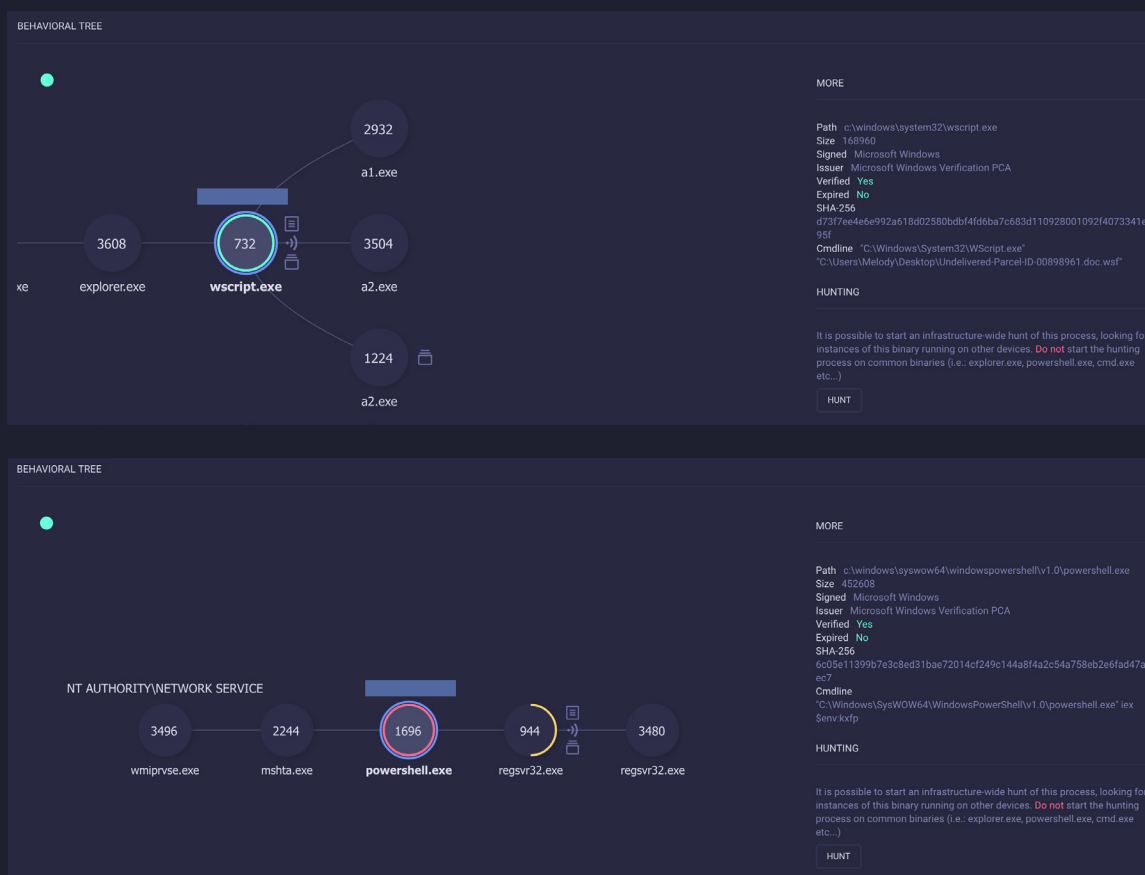 BEHAVIORAL TREE
2932
a1.exe
3608
explorer.exe
732
wscript.exe
3504
a2.exe
1224
a2.exe
xe
MORE
Path c:\windows\system32\wscript.exe
Size 168960
Signed Microsoft Windows
Issuer Microsoft Windows Verification PCA
Verified Yes
Expired No
SHA-256
d73f7ee4e6e992a618d02580bdbf4fd6ba7c683d110928001092f4073341e
95f
Cmdline "C:\Windows\System32\WScript.exe"
"C:\Users\Melody\Desktop\Undelivered-Parcel-ID-00898961.doc.wsf"
HUNTING
It is possible to start an infrastructure-wide hunt of this process, looking fo
instances of this binary running on other devices. Do not start the hunting
process on common binaries (i.e.: explorer.exe, powershell.exe, cmd.exe
etc...)
HUNT
BEHAVIORAL TREE
NT AUTHORITY\NETWORK SERVICE
3496
wmiprvse.exe
2244
mshta.exe
1696
powershell.exe
944
regsvr32.exe
3480
regsvr32.exe
MORE
Path c:\windows\syswow64\windowspowershell\v1.0\powershell.exe
Size 452608
Signed Microsoft Windows
Issuer Microsoft Windows Verification PCA
Verified Yes
Expired No
SHA-256
6c05e11399b7e3c8ed31bae72014cf249c144a8f4a2c54a758eb2e6fad47a
ec7
Cmdline
"C:\Windows\SysWOW64\WindowsPowerShell\v1.0\powershell.exe" iex
$env:kxfp
HUNTING
It is possible to start an infrastructure-wide hunt of this process, looking for
instances of this binary running on other devices. Do not start the hunting
process on common binaries (i.e.: explorer.exe, powershell.exe, cmd.exe
etc...)
HUNT